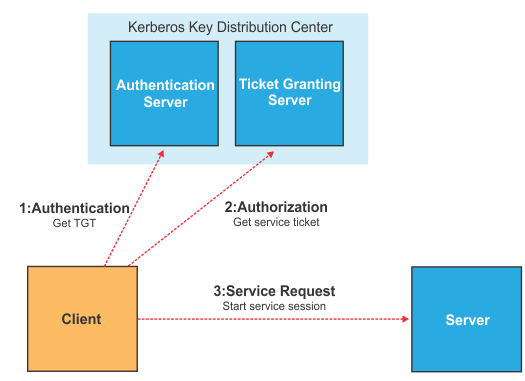 Kerberos Key Distribution Center
Authentication
Server
Ticket Granting
Server
1:Authentication
Get TGT
2:Authorization
Get service ticket
3:Service Request
Start service session
Client
Server